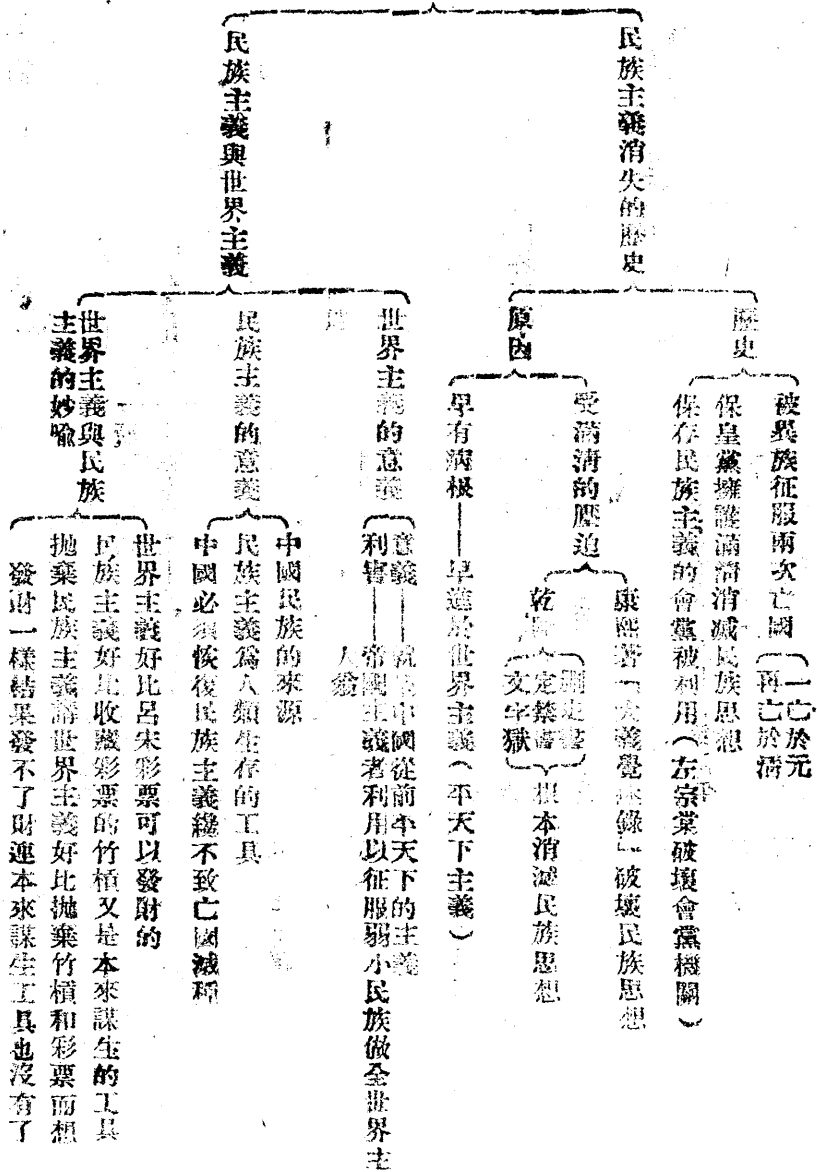 民族主義消失的歷史
歷史
被異族征服兩次亡國
一亡於元
再亡於清
保皇黨擁護滿清消滅民族思想
保存民族主義的會黨被利用（左宗棠破壞會黨機關）
原因
受滿清的壓迫
康熙著「大義覺 錄」破壞民族思想
乾隆 定禁書
刪史書
文字獄
根本消滅民族思想
早有病根——早進於世界主義（平天下主義）
民族主義與世界主義
世界主義的意義
意義——就是中國從前平天下的主義
利害——帝國主義者利用以征服弱小民族做全世界主
人翁
民族主義的意義
中國民族的來源
民族主義爲人類生存的工具
中國必須恢復民族主義纔不致亡國滅種
世界主義與民族
主義的妙喻
世界主義好比呂宋彩票可以發財的
民族主義好比收藏彩票的竹槓又是本來謀生的工具
拋棄民族主義講世界主義好比拋棄竹槓和彩票而想
發財一樣結果發不了財連本來謀生工具也沒有了